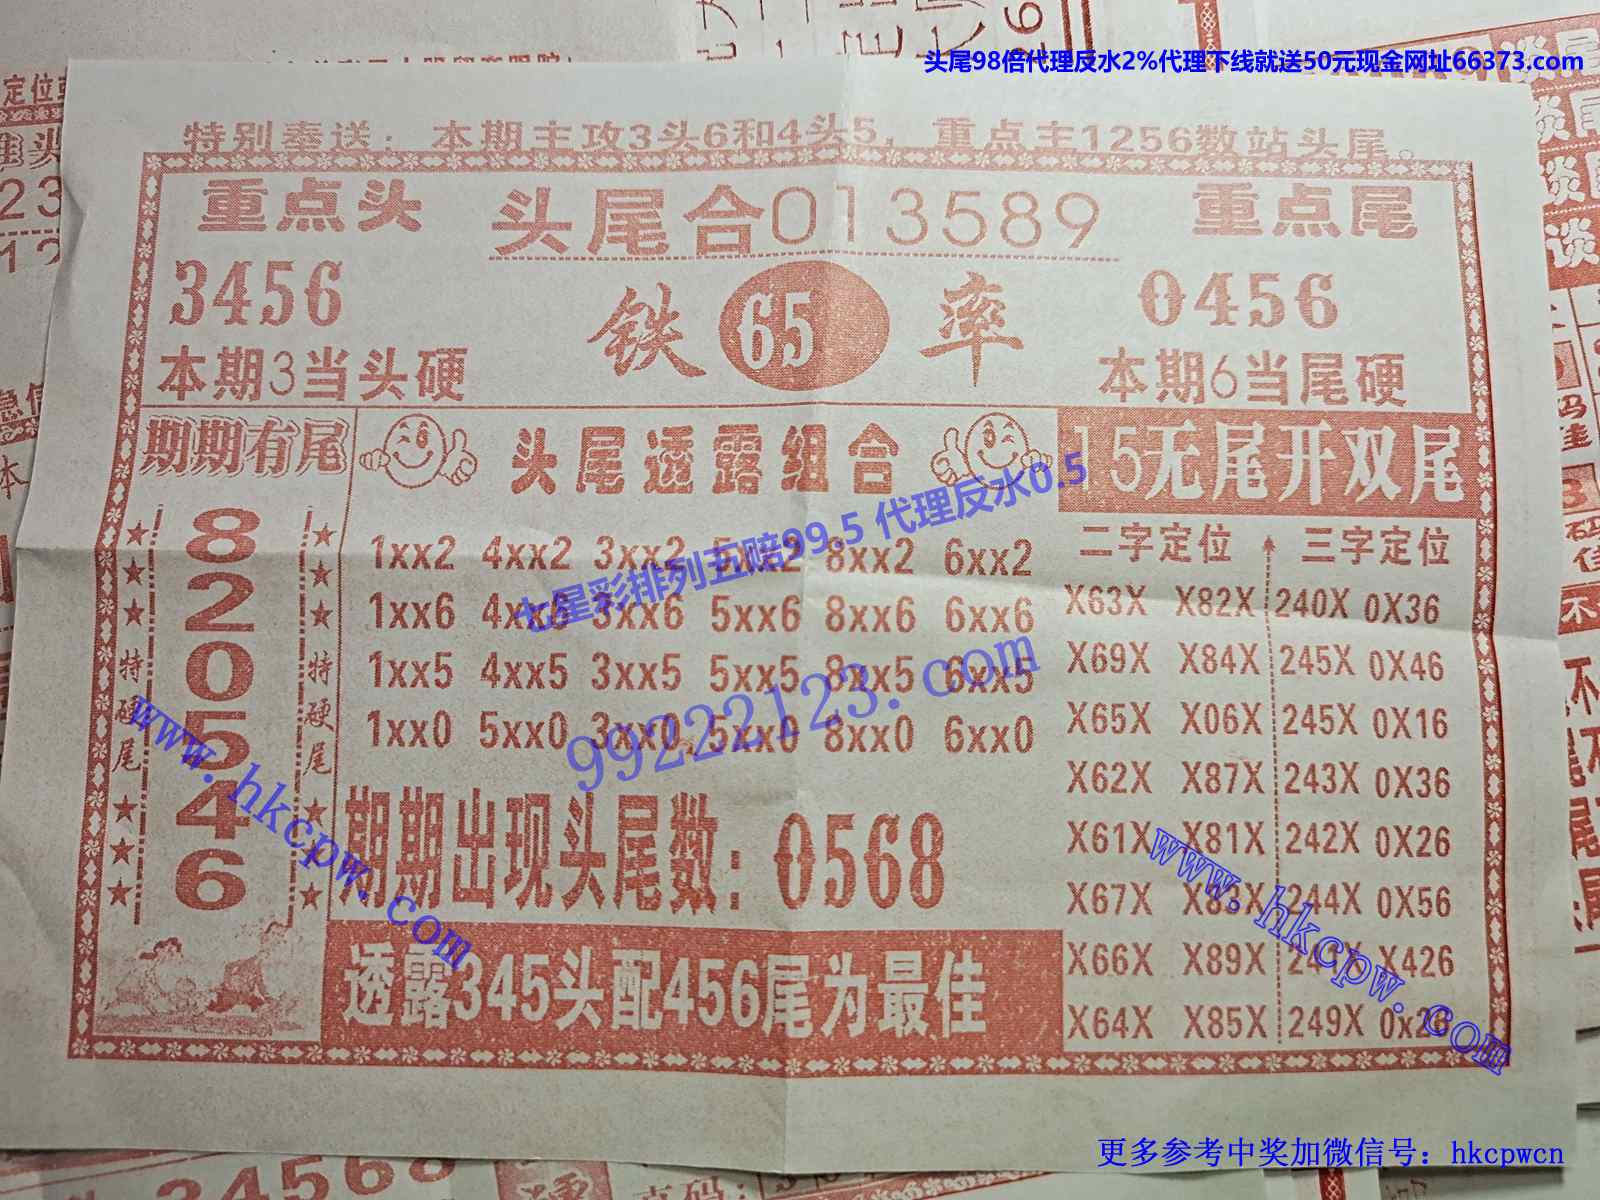 头尾98倍代理反水2%代理下线就送50元现金网址66373.com
特别奉送：本期主攻3头6和4头5，重点主1256数站头尾。
重点头 头尾合013589 重点尾
3456 铁 65 率 0456
本期3当头硬 本期6当尾硬
期期有尾 头尾透露组合 15无尾开双尾
七星彩排列五赔99.5 代理反水0.5
二字定位 三字定位
8
2
0
5
4
6
特硬尾
特硬尾
1xx2 4xx2 3xx2 5xx2 8xx2 6xx2
1xx6 4xx6 3xx6 5xx6 8xx6 6xx6
1xx5 4xx5 3xx5 5xx5 8xx5 6xx5
1xx0 5xx0 3xx0 5xx0 8xx0 6xx0
99222123.com
期期出现头尾数：0568
透露345头配456尾为最佳
X63X X82X 240X 0X36
X69X X84X 245X 0X46
X65X X06X 245X 0X16
X62X X87X 243X 0X36
X61X X81X 242X 0X26
X67X X83X 244X 0X56
X66X X89X X426
X64X X85X 249X 0x26
www.hkcpw.com
www.hkcpw.com
更多参考中奖加微信号：hkcpwcn